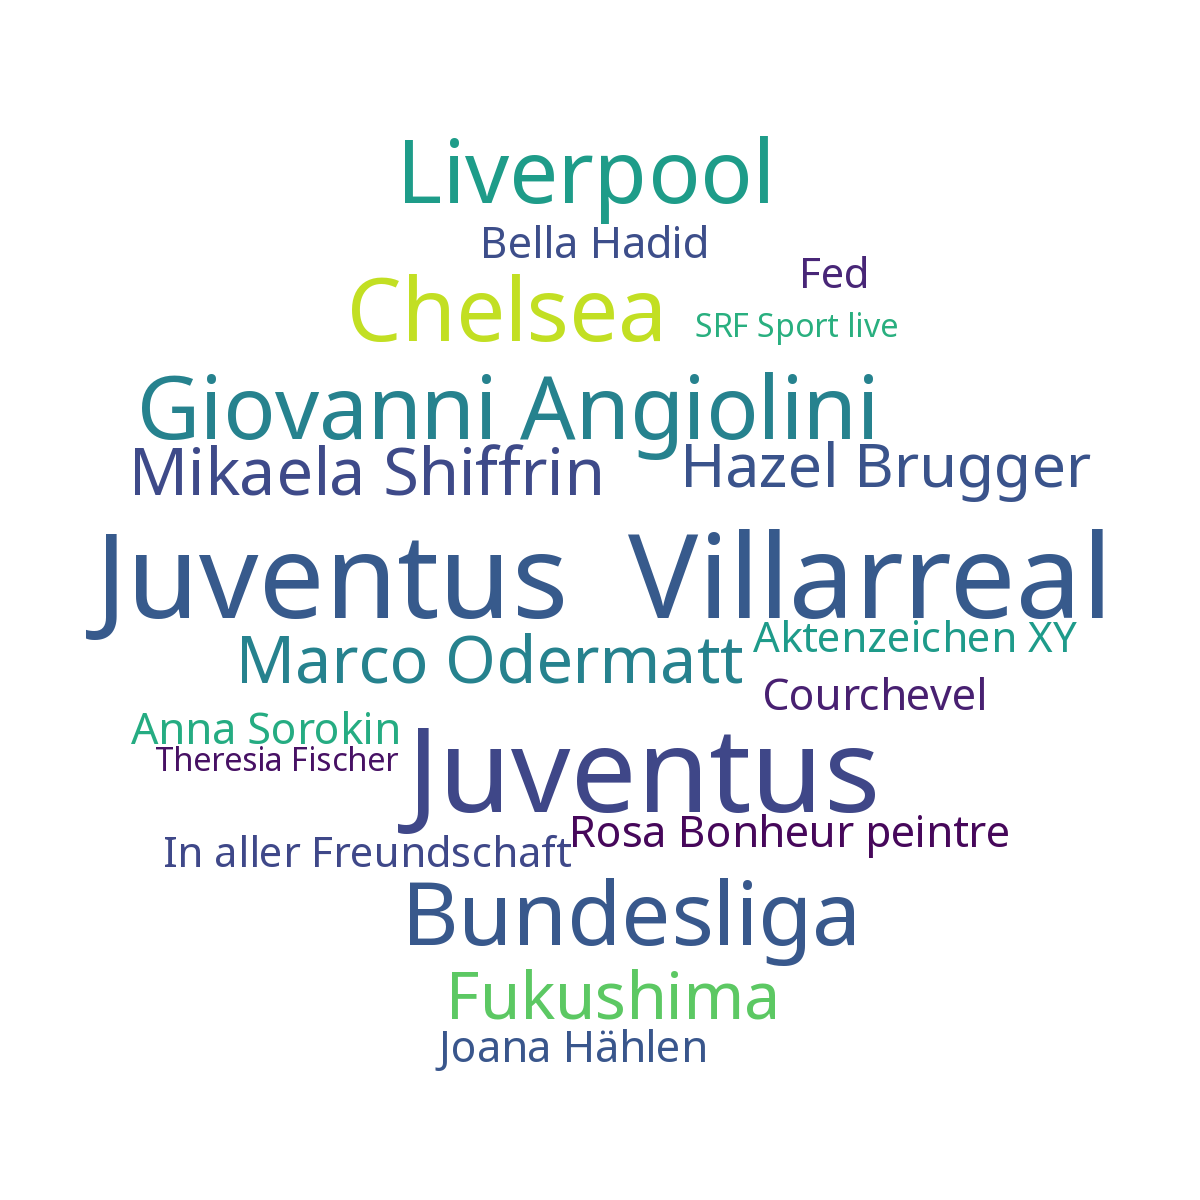 Liverpool
Bella Hadid
Fed
Chelsea
SRF Sport live
Giovanni Angiolini
Mikaela Shiffrin
Hazel Brugger
Juventus Villarreal
Marco Odermatt
Aktenzeichen XY
Courchevel
Anna Sorokin
Theresia Fischer
Juventus
Rosa Bonheur peintre
In aller Freundschaft
Bundesliga
Fukushima
Joana Hählen